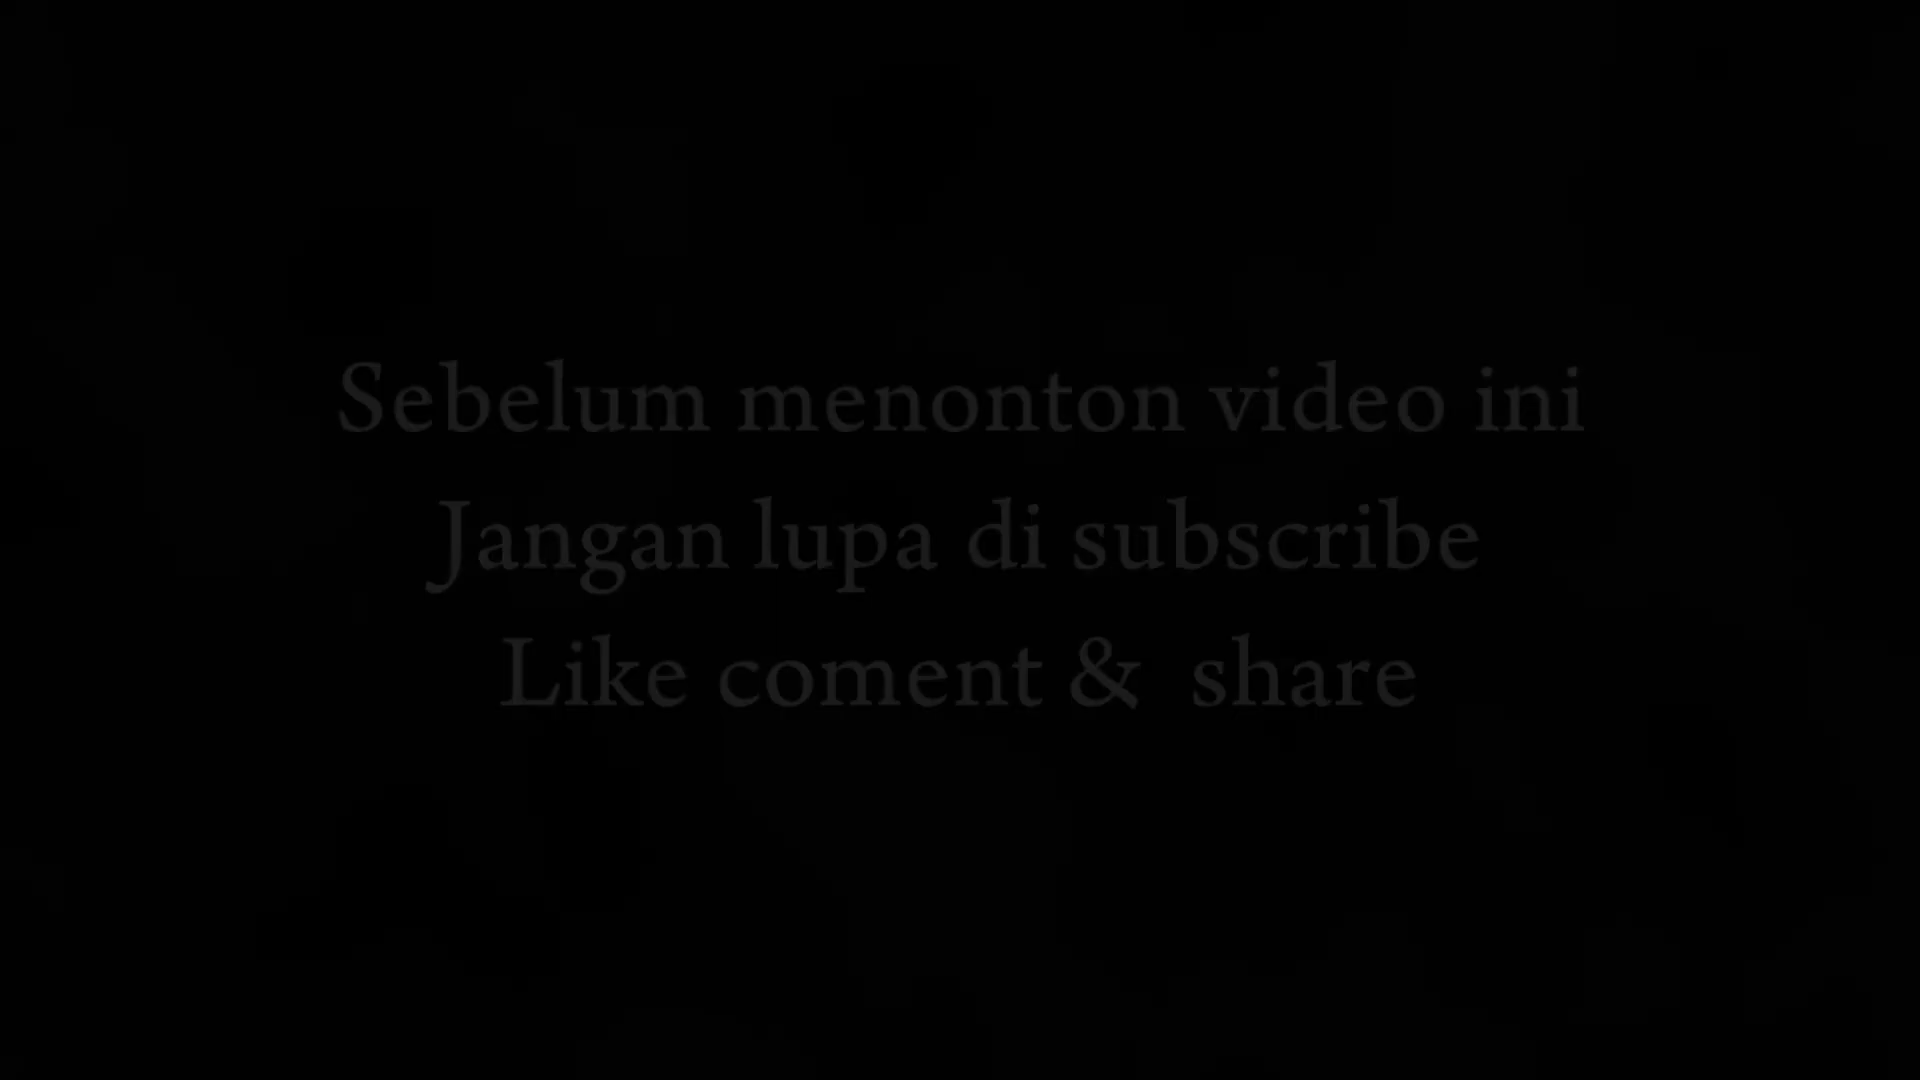 Sebelum menonton video ini
Jangan lupa di subscribe
Like coment & share